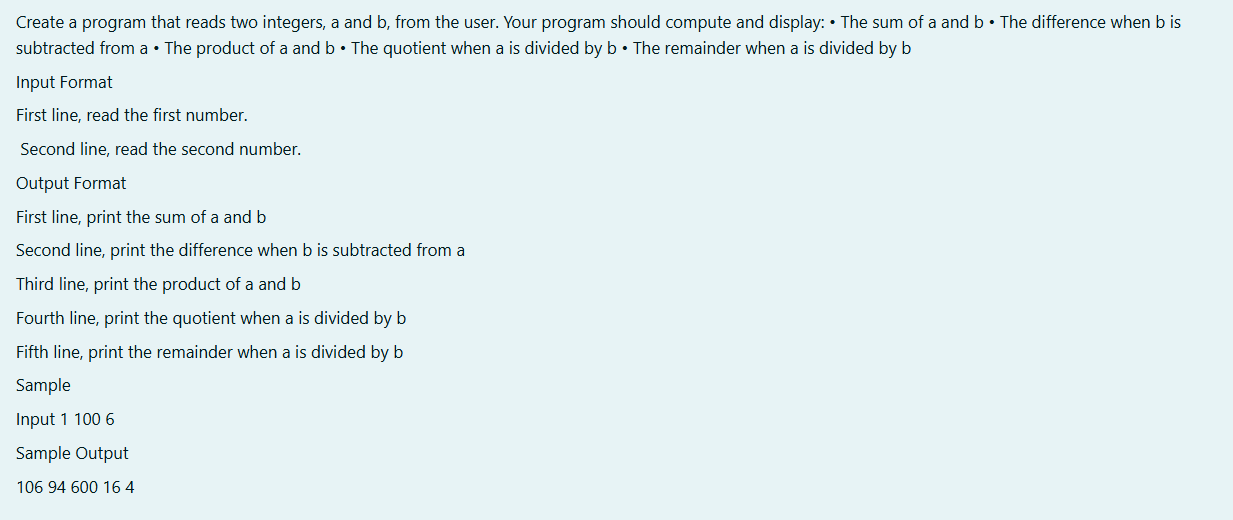 Create a program that reads two integers, a and b, from the user. Your program should compute and display: • The sum of a and b • The difference when b is
subtracted from a • The product of a and b • The quotient when a is divided by b • The remainder when a is divided by b
Input Format
First line, read the first number.
Second line, read the second number.
Output Format
First line, print the sum of a and b
Second line, print the difference when b is subtracted from a
Third line, print the product of a and b
Fourth line, print the quotient when a is divided by b
Fifth line, print the remainder when a is divided by b
Sample
Input 1 100 6
Sample Output
106 94 600 16 4